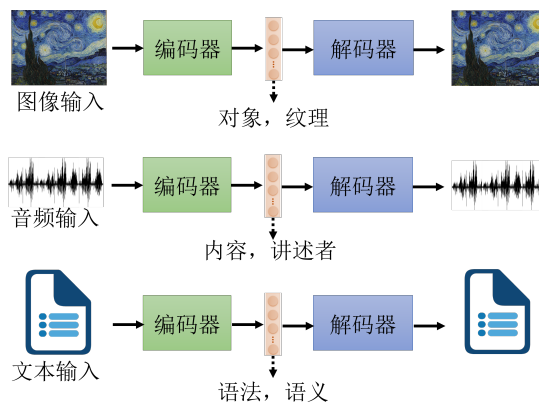 编码器
解码器
图像输入
对象，纹理
编码器
解码器
音频输入
内容，讲述者
编码器
解码器
文本输入
语法，语义